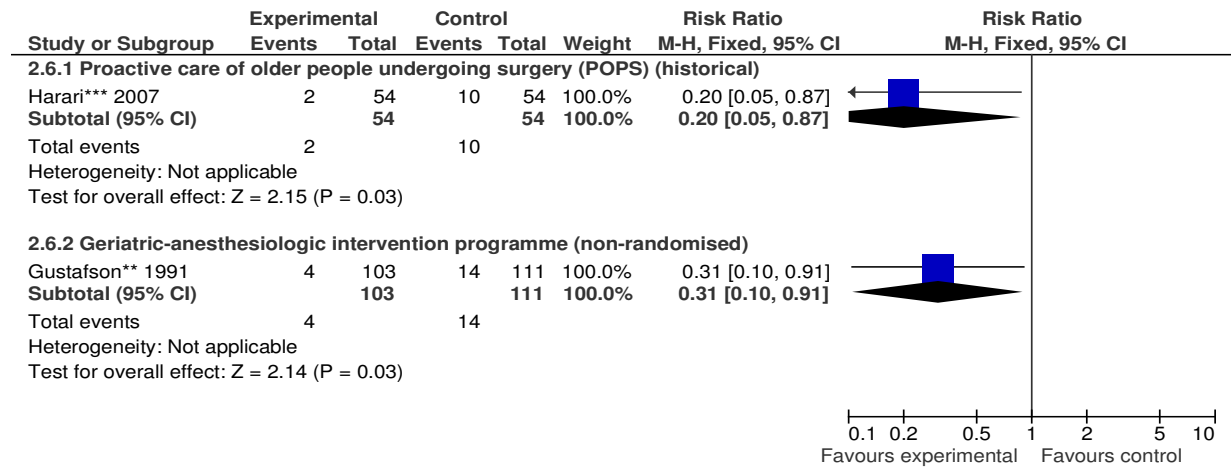 Experimental Control Risk Ratio Risk Ratio
Study or Subgroup Events Total Events Total Weight M-H, Fixed, 95% CI M-H, Fixed, 95% CI
2.6.1 Proactive care of older people undergoing surgery (POPS) (historical)
Harari*** 2007 2 54 10 54 100.0% 0.20 [0.05, 0.87]
Subtotal (95% CI) 54 54 100.0% 0.20 [0.05, 0.87]
Total events 2 10
Heterogeneity: Not applicable
Test for overall effect: Z = 2.15 (P = 0.03)
2.6.2 Geriatric-anesthesiologic intervention programme (non-randomised)
Gustafson** 1991 4 103 14 111 100.0% 0.31 [0.10, 0.91]
Subtotal (95% CI) 103 111 100.0% 0.31 [0.10, 0.91]
Total events 4 14
Heterogeneity: Not applicable
Test for overall effect: Z = 2.14 (P = 0.03)
0.1 0.2 0.5 1 2 5 10
Favours experimental Favours control